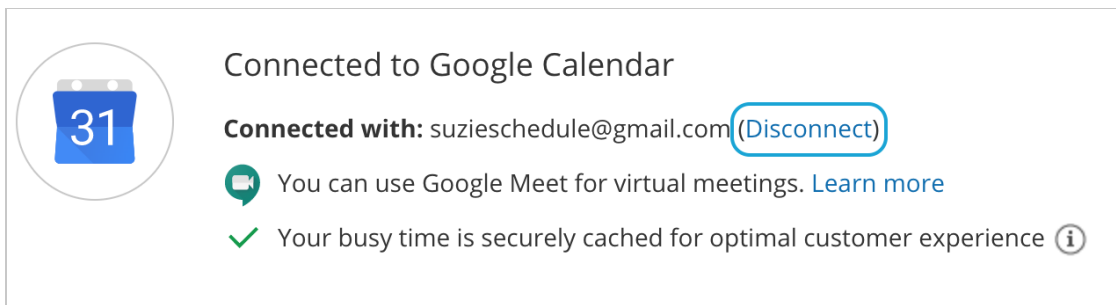 31
Connected to Google Calendar
Connected with: suzieschedule@gmail.com (Disconnect)
You can use Google Meet for virtual meetings. Learn more
Your busy time is securely cached for optimal customer experience i